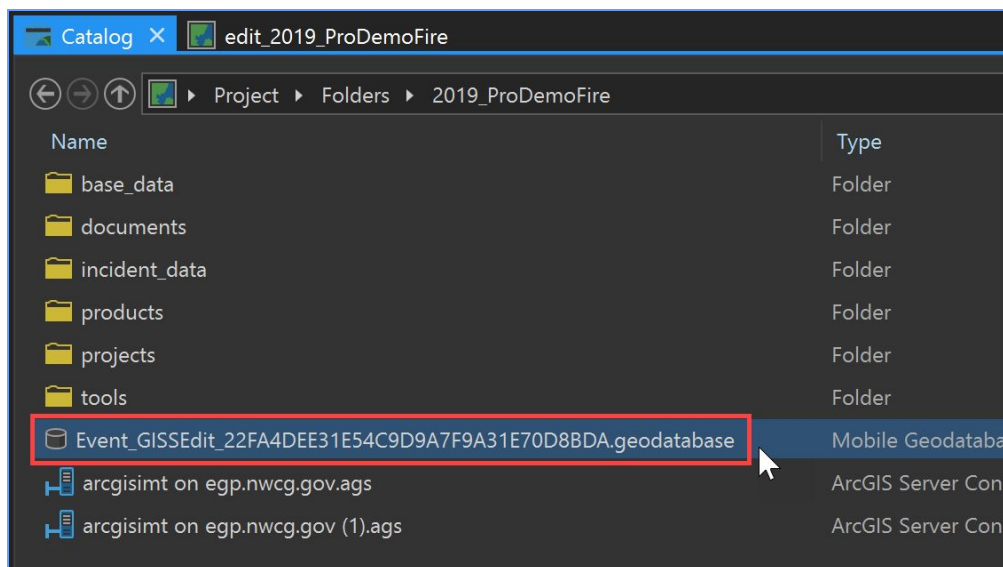 Catalog edit_2019_ProDemoFire
Project Folders 2019_ProDemoFire
Name Type
base_data Folder
documents Folder
incident_data Folder
products Folder
projects Folder
tools Folder
Event_GISSEdit_22FA4DEE31E54C9D9A7F9A31E70D8BDA.geodatabase Mobile Geodataba
arcgisimt on egp.nwcg.gov.ags ArcGIS Server Con
arcgisimt on egp.nwcg.gov (1).ags ArcGIS Server Con